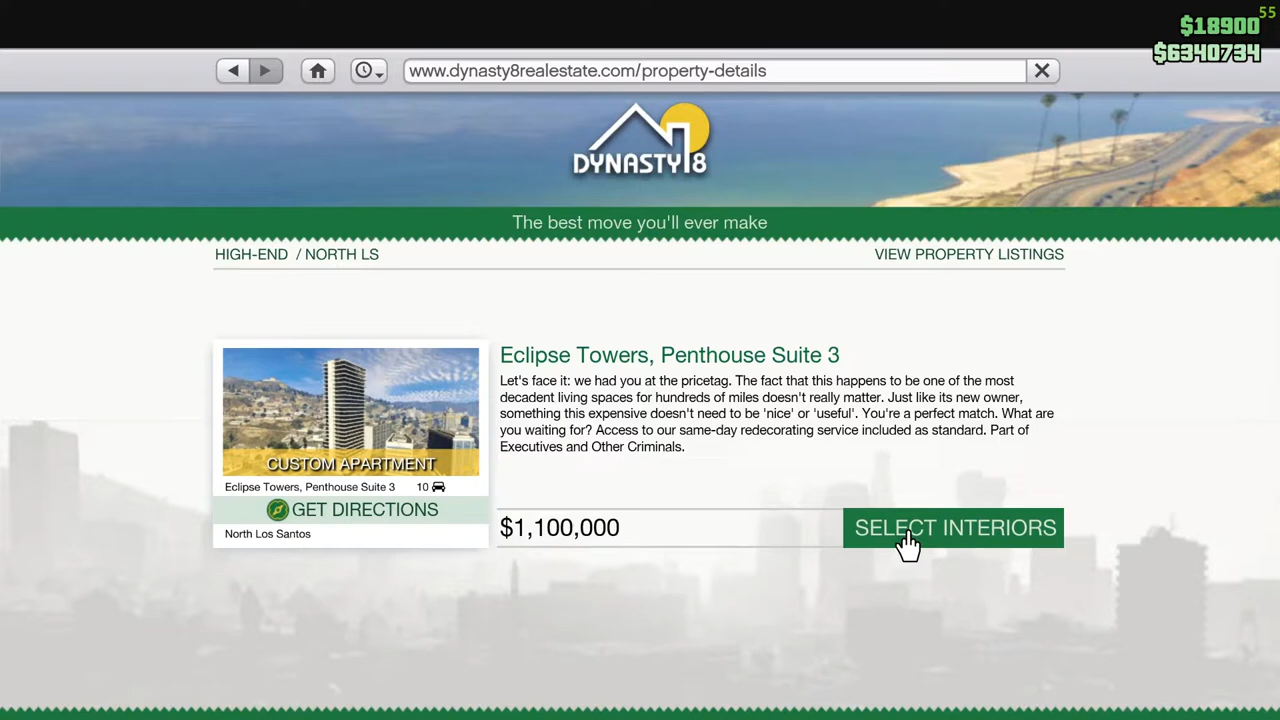 55
$18900
$6340734
www.dynasty8realestate.com/property-details
DYNASTY 8
The best move you'll ever make
HIGH-END / NORTH LS
VIEW PROPERTY LISTINGS
Eclipse Towers, Penthouse Suite 3
Let's face it: we had you at the pricetag. The fact that this happens to be one of the most
decadent living spaces for hundreds of miles doesn't really matter. Just like its new owner,
something this expensive doesn't need to be 'nice' or 'useful'. You're a perfect match. What are
you waiting for? Access to our same-day redecorating service included as standard. Part of
Executives and Other Criminals.
CUSTOM APARTMENT
Eclipse Towers, Penthouse Suite 3 10
GET DIRECTIONS
North Los Santos
$1,100,000
SELECT INTERIORS